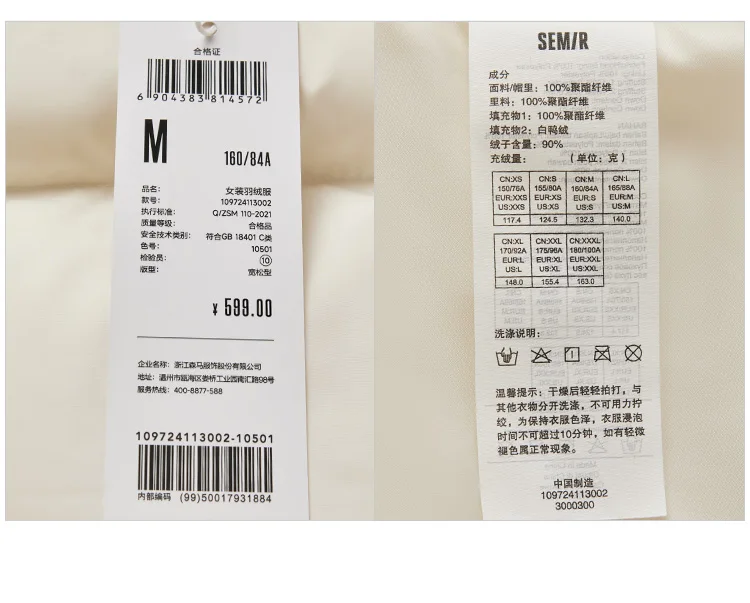 合格证
6 904383 814572
M
160/84A
品名: 女装羽绒服
款号: 109724113002
执行标准: Q/ZSM 110-2021
质量等级: 合格品
安全技术类别: 符合GB 18401 C类
色号: 10501
检验员: ⑩
版型: 宽松型
¥ 599.00
企业名称: 浙江森马服饰股份有限公司
地址: 温州市瓯海区娄桥工业园南汇路98号
服务热线: 400-8877-588
109724113002-10501
内部编码 (99)50017931884
SEM/R
成分
面料/帽里: 100%聚酯纤维
里料: 100%聚酯纤维
填充物1: 100%聚酯纤维
填充物2: 白鸭绒
绒子含量: 90%
充绒量: (单位: 克)
CN:XS CN:S CN:M CN:L
150/76A 155/80A 160/84A 165/88A
EUR:XXS EUR:XS EUR:S EUR:M
US:XXS US:XS US:S US:M
117.4 124.5 132.3 140.0
CN:XL CN:XXL CN:XXXL
170/92A 175/96A 180/100A
EUR:L EUR:XL EUR:XXL
US:L US:XL US:XXL
148.0 155.4 163.0
洗涤说明:
温馨提示: 干燥后轻轻拍打, 与
其他衣物分开洗涤, 不可用力拧
绞, 为保持衣服色泽, 衣服浸泡
时间不可超过10分钟, 如有轻微
褪色属正常现象。
中国制造
109724113002
3000300